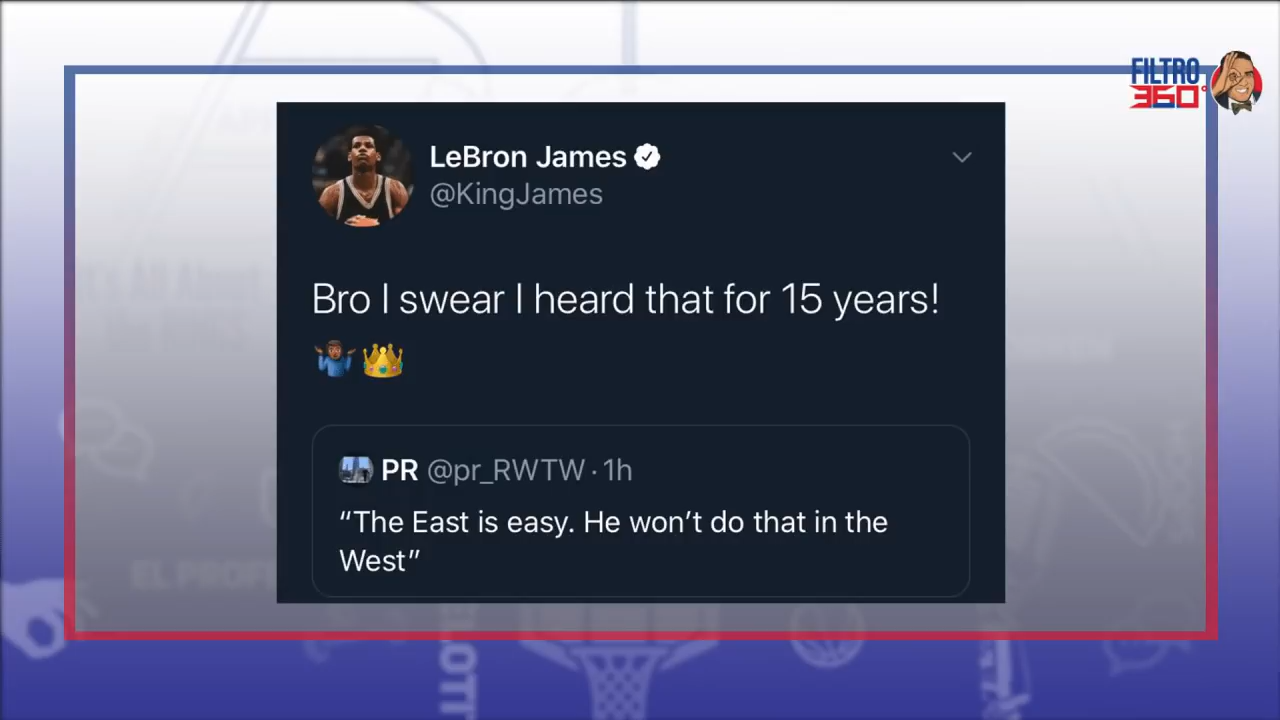 FILTRO
360°
LeBron James
@KingJames
Bro I swear I heard that for 15 years!
🤷🏾‍♂️👑
PR @pr_RWTW · 1h
“The East is easy. He won’t do that in the
West”